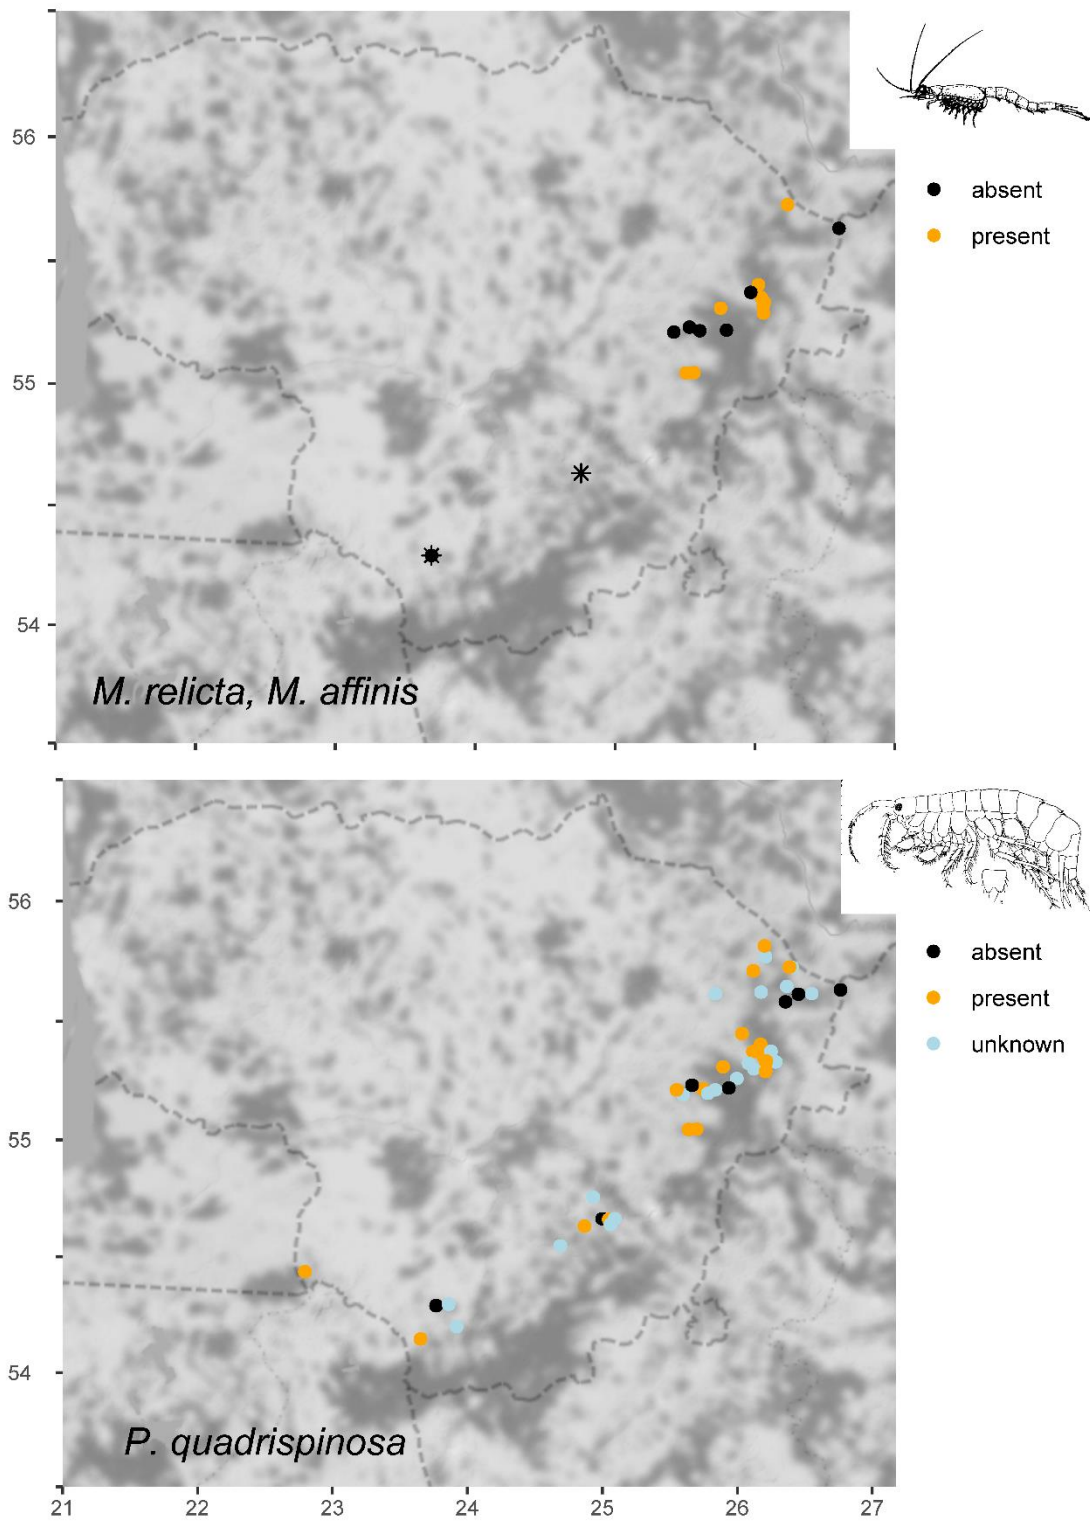 absent
56
present
55
54
M. relicta, M. affinis
56
absent
present
unknown
55
54
P. quadrispinosa
21 22 23 24 25 26 27